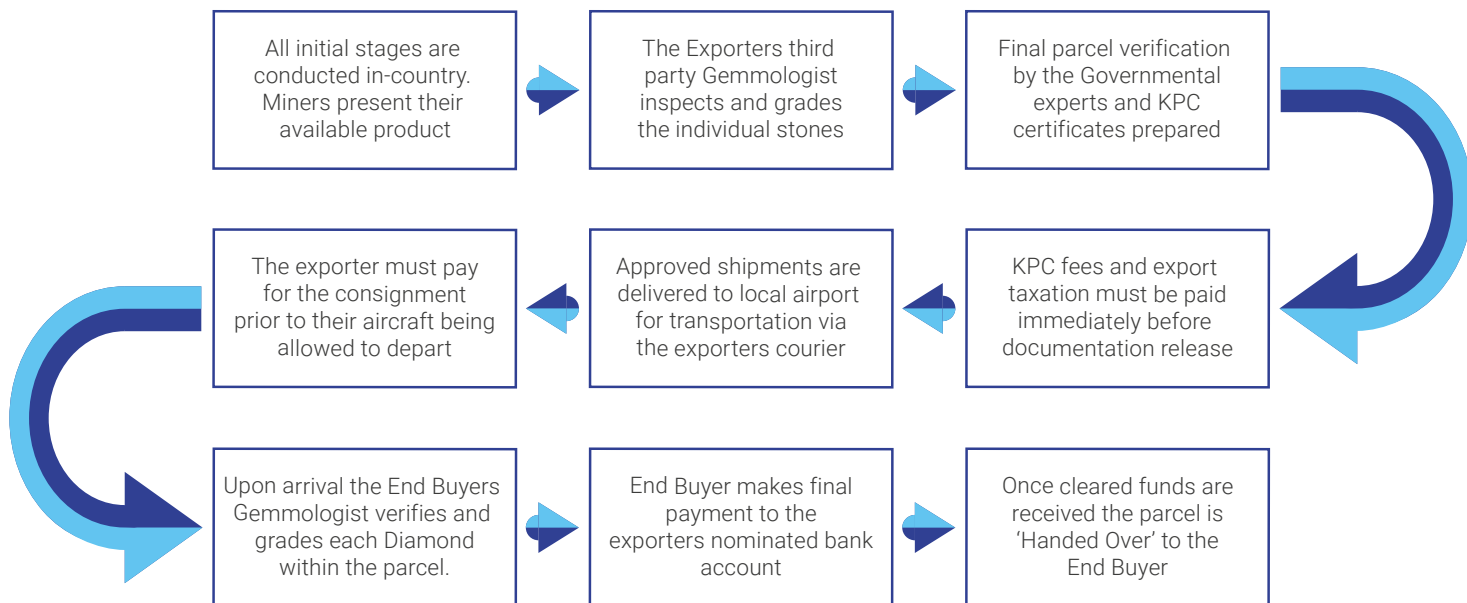 All initial stages are
conducted in-country.
Miners present their
available product
The Exporters third
party Gemmologist
inspects and grades
the individual stones
Final parcel verification
by the Governmental
experts and KPC
certificates prepared
KPC fees and export
taxation must be paid
immediately before
documentation release
Approved shipments are
delivered to local airport
for transportation via
the exporters courier
The exporter must pay
for the consignment
prior to their aircraft being
allowed to depart
Upon arrival the End Buyers
Gemmologist verifies and
grades each Diamond
within the parcel.
End Buyer makes final
payment to the
exporters nominated bank
account
Once cleared funds are
received the parcel is
‘Handed Over’ to the
End Buyer